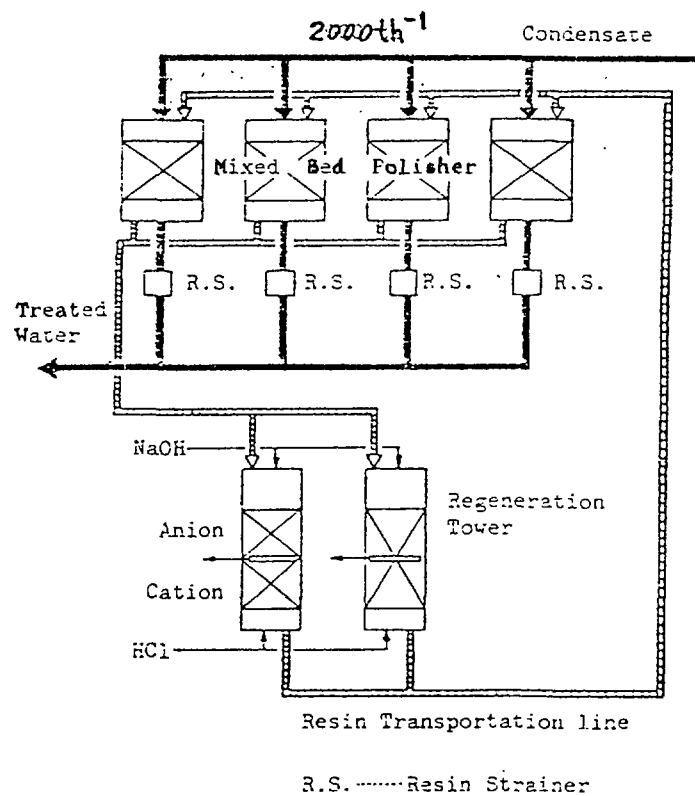 2000th⁻¹
Condensate
Mixed Bed Polisher
R.S. R.S. R.S. R.S.
Treated
Water
NaOH
Regeneration
Tower
Anion
Cation
HCl
Resin Transportation line
R.S. ······· Resin Strainer